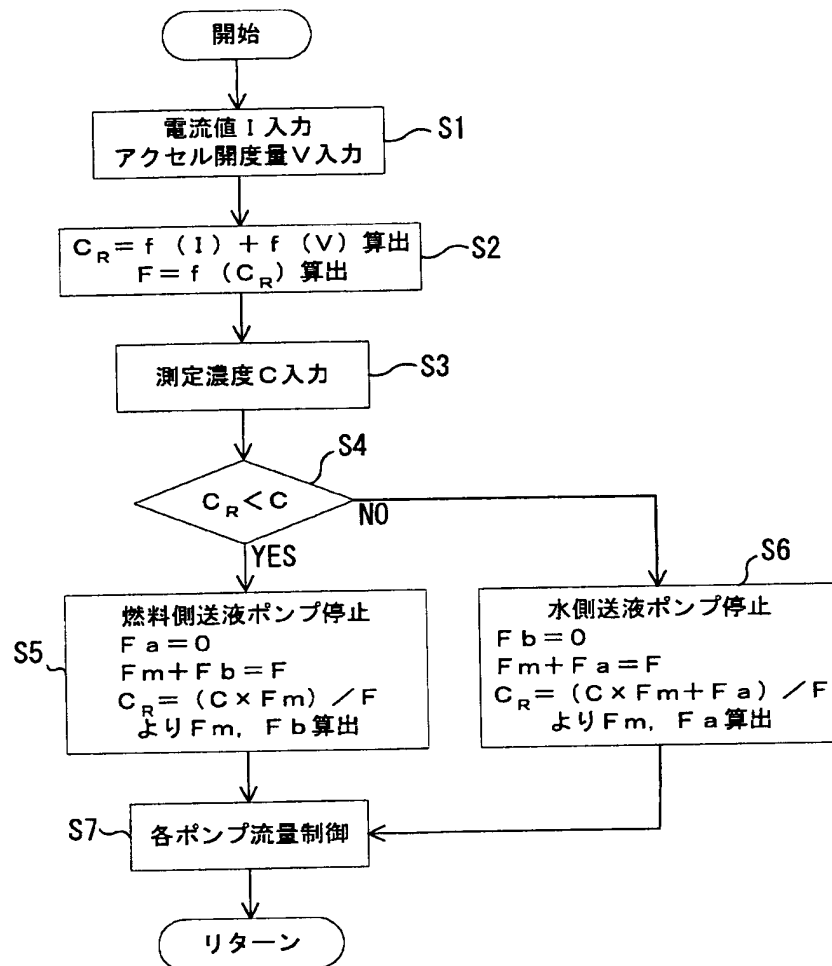 開始
電流値Ｉ入力
アクセル開度量Ｖ入力
S1
ＣR＝ｆ（Ｉ）＋ｆ（Ｖ）算出
Ｆ＝ｆ（ＣR）算出
S2
測定濃度Ｃ入力
S3
S4
ＣR＜Ｃ
NO
YES
S6
燃料側送液ポンプ停止
Ｆａ＝０
Ｆｍ＋Ｆｂ＝Ｆ
ＣR＝（Ｃ×Ｆｍ）／Ｆ
よりＦｍ，Ｆｂ算出
S5
水側送液ポンプ停止
Ｆｂ＝０
Ｆｍ＋Ｆａ＝Ｆ
ＣR＝（Ｃ×Ｆｍ＋Ｆａ）／Ｆ
よりＦｍ，Ｆａ算出
S7
各ポンプ流量制御
リターン